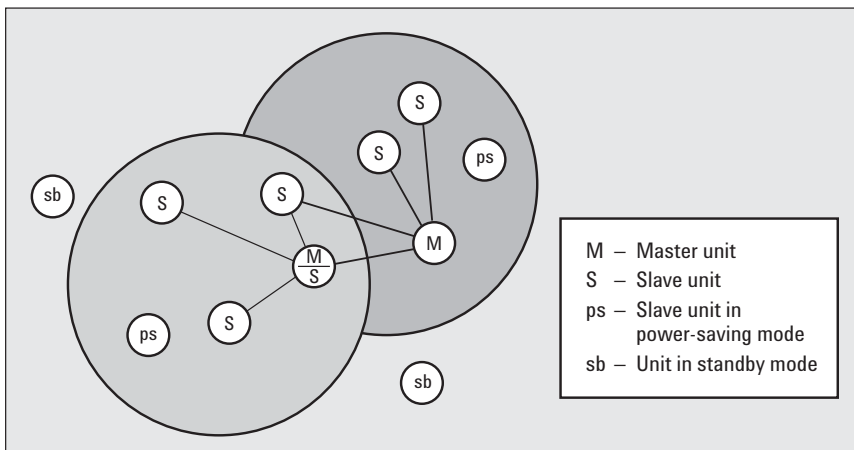 S
S
ps
sb
S
S
M
M
S
S
ps
sb
M – Master unit
S – Slave unit
ps – Slave unit in
power-saving mode
sb – Unit in standby mode